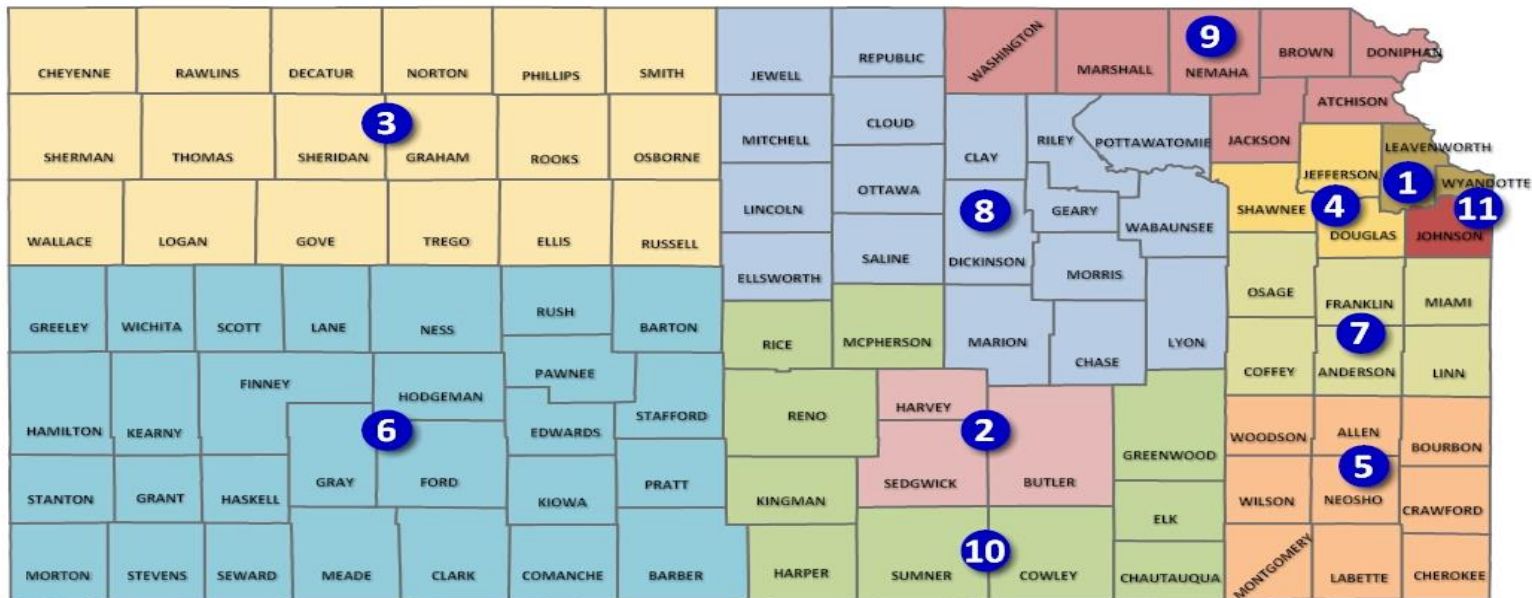 9
WASHINGTON
MARSHALL
NEMAHA
BROWN
DONIPHAN
CHEYENNE
RAWLINS
DECATUR
NORTON
PHILLIPS
SMITH
JEWELL
REPUBLIC
3
ATCHISON
SHERMAN
THOMAS
SHERIDAN
GRAHAM
ROOKS
OSBORNE
MITCHELL
CLOUD
CLAY
RILEY
POTTAWATOMIE
JACKSON
LEAVENWORTH
JEFFERSON
1
WYANDOTTE
LINCOLN
OTTAWA
8
GEARY
WABAUNSEE
SHAWNEE
4
11
WALLACE
LOGAN
GOVE
TREGO
ELLIS
RUSSELL
DOUGLAS
JOHNSON
ELLSWORTH
SALINE
DICKINSON
MORRIS
OSAGE
FRANKLIN
MIAMI
GREELEY
WICHITA
SCOTT
LANE
NESS
RUSH
BARTON
RICE
MCPHERSON
MARION
CHASE
LYON
7
COFFEY
ANDERSON
LINN
FINNEY
HODGEMAN
PAWNEE
STAFFORD
RENO
HARVEY
HAMILTON
KEARNY
6
EDWARDS
2
GREENWOOD
WOODSON
ALLEN
BOURBON
5
STANTON
GRANT
HASKELL
GRAY
FORD
KIOWA
PRATT
KINGMAN
SEDGWICK
BUTLER
ELK
WILSON
NEOSHO
CRAWFORD
10
MORTON
STEVENS
SEWARD
MEADE
CLARK
COMANCHE
BARBER
HARPER
SUMNER
COWLEY
CHAUTAUQUA
MONTGOMERY
LABETTE
CHEROKEE